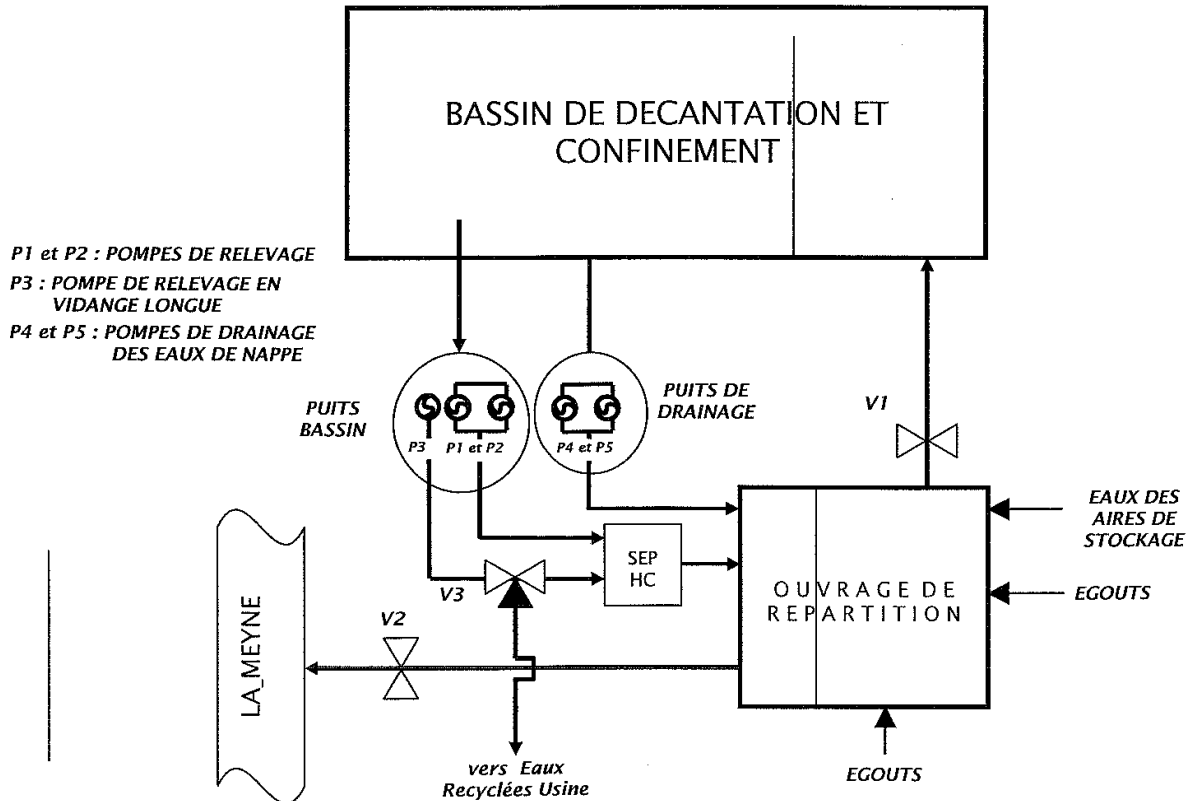 BASSIN DE DECANTATION ET
CONFINEMENT
P1 et P2 : POMPES DE RELEVAGE
P3 : POMPE DE RELEVAGE EN
VIDANGE LONGUE
P4 et P5 : POMPES DE DRAINAGE
DES EAUX DE NAPPE
PUITS
BASSIN
P3
P1 et P2
P4 et P5
PUITS DE
DRAINAGE
V1
EAUX DES
AIRES DE
STOCKAGE
SEP
HC
OUVRAGE DE
REPARTITION
EGOUTS
V3
V2
LA_MEYNE
vers Eaux
Recyclées Usine
EGOUTS